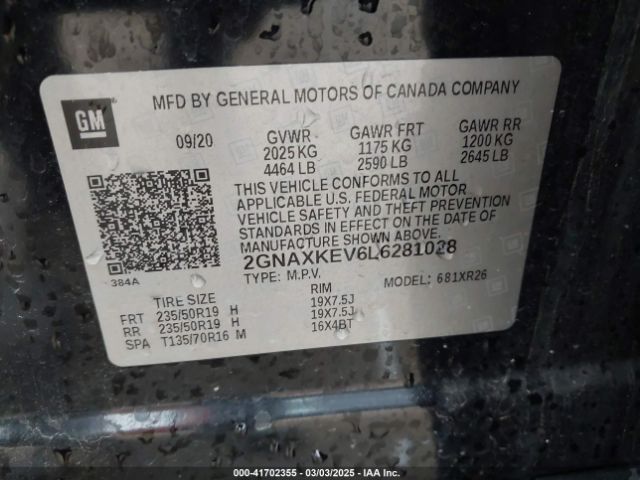 MFD BY GENERAL MOTORS OF CANADA COMPANY
GM
09/20 GVWR GAWR FRT GAWR RR
2025 KG 1175 KG 1200 KG
4464 LB 2590 LB 2645 LB
THIS VEHICLE CONFORMS TO ALL
APPLICABLE U.S. FEDERAL MOTOR
VEHICLE SAFETY AND THEFT PREVENTION
STANDARDS IN EFFECT ON THE DATE OF
MANUFACTURE SHOWN ABOVE.
384A
2GNAXKEV6L6281028
TYPE: M.P.V. MODEL: 681XR26
TIRE SIZE RIM
FRT 235/50R19 H 19X7.5J
RR 235/50R19 H 19X7.5J
SPA T135/70R16 M 16X4BT
000-41702355 | 03/03/2025 | IAA Inc.